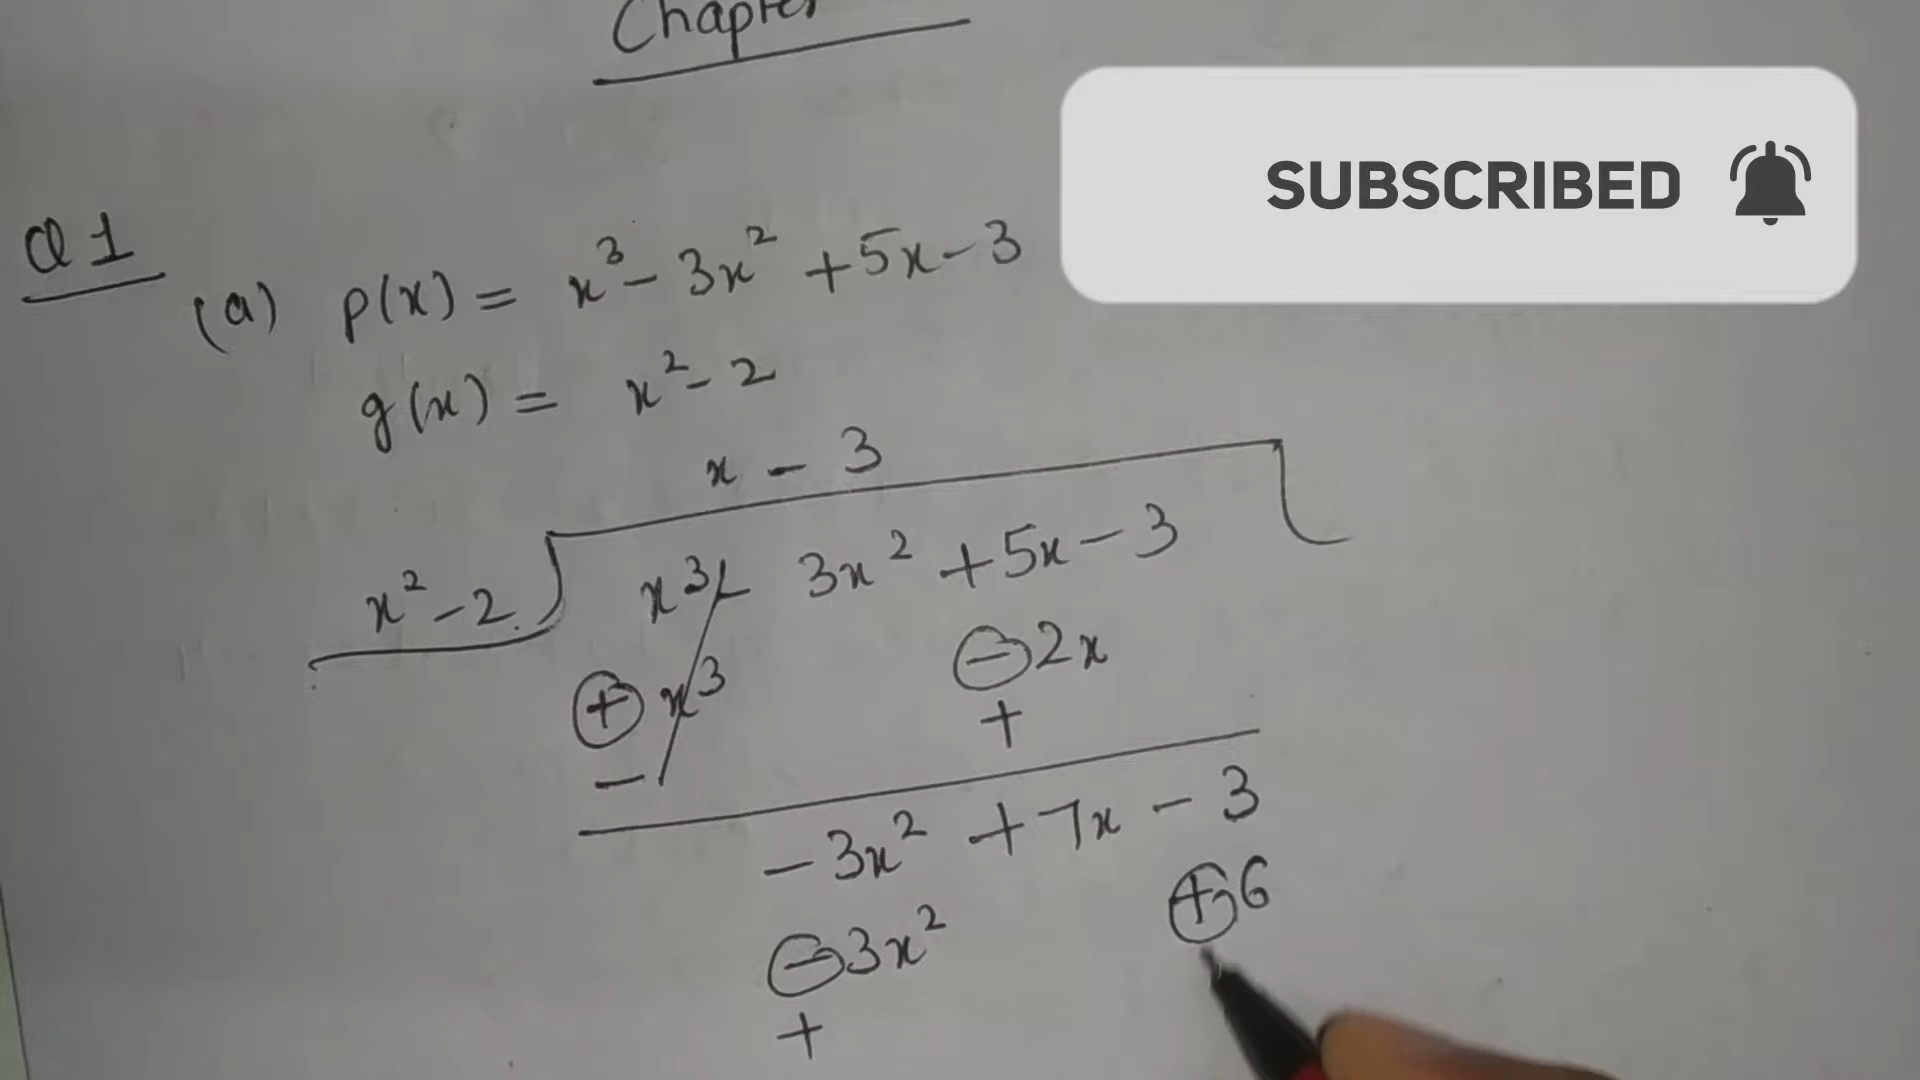 Chapter
SUBSCRIBED
Q1
(a) p(x) = x³ - 3x² + 5x - 3
g(x) = x² - 2
x - 3
x² - 2 ) x³ - 3x² + 5x - 3
⊕ x³ ⊖ 2x
- +
- 3x² + 7x - 3
⊖ 3x² ⊕ 6
+